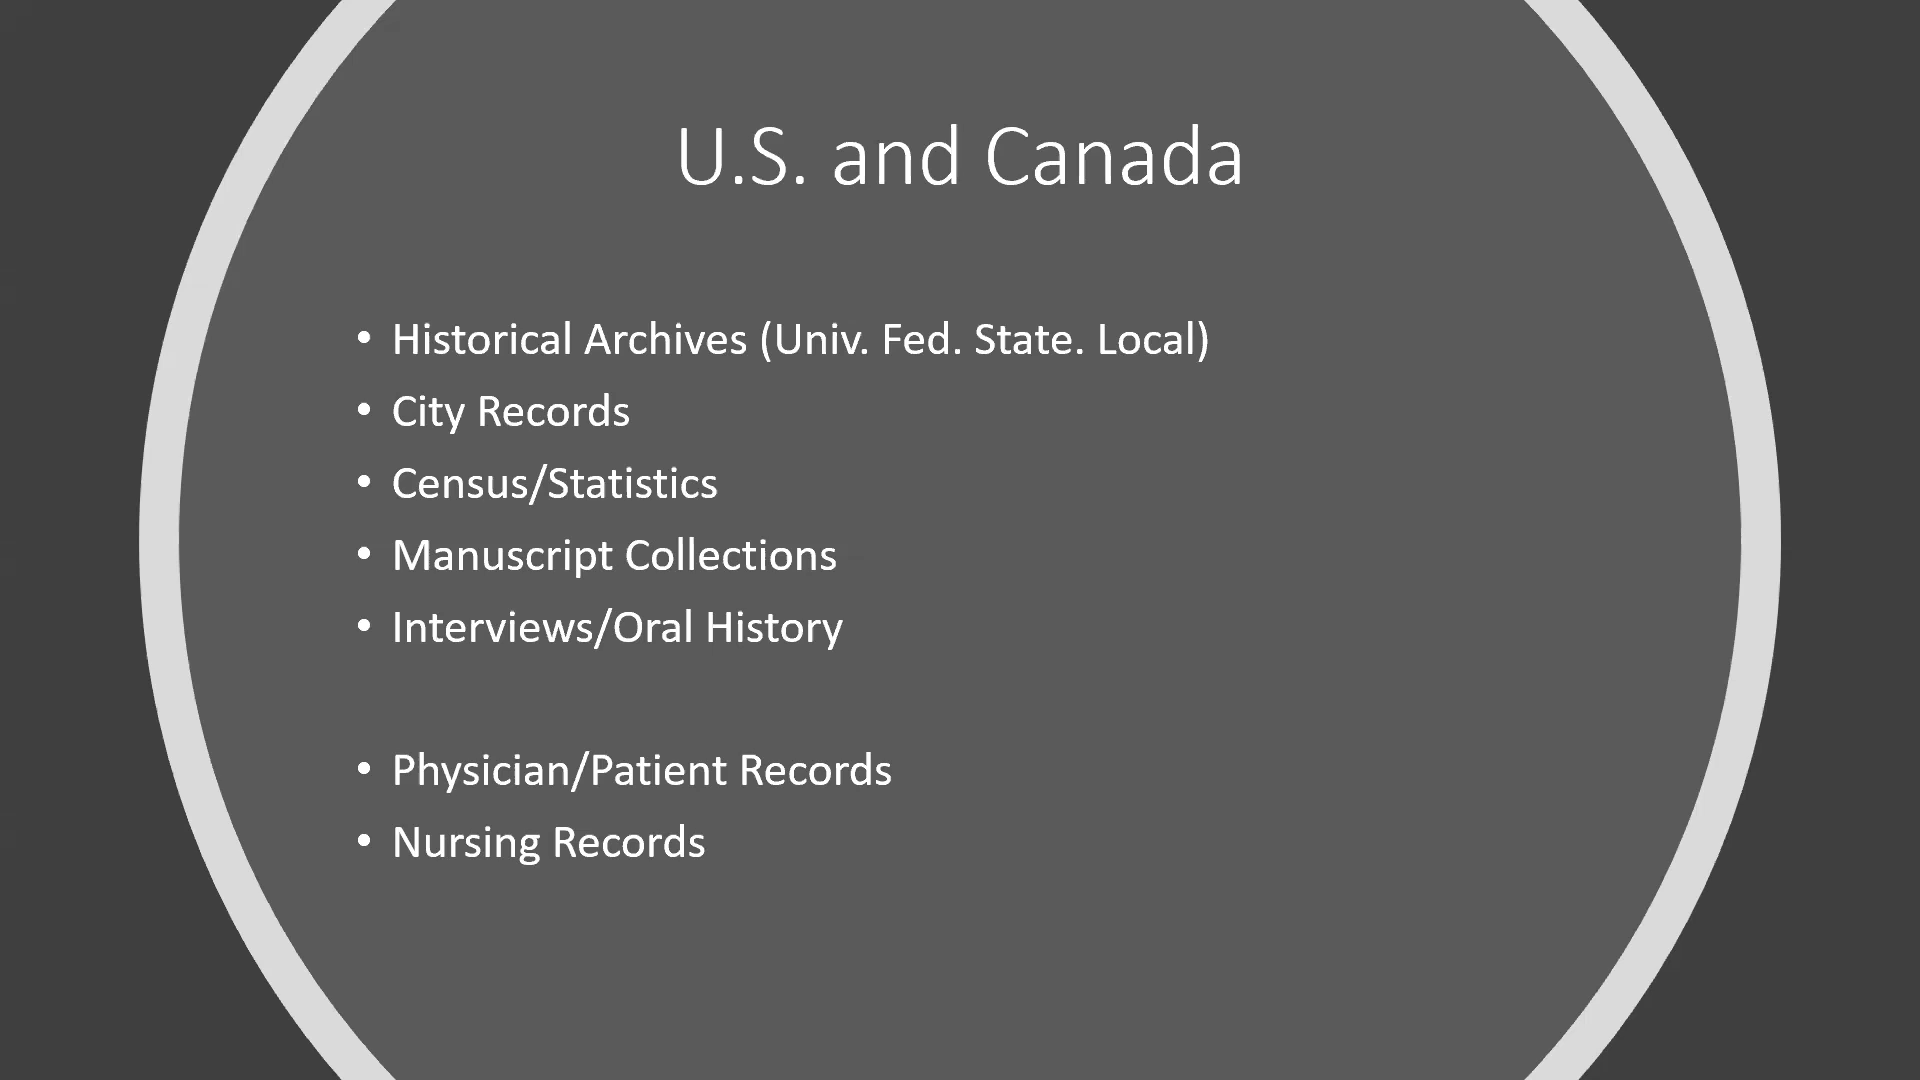 U.S. and Canada
• Historical Archives (Univ. Fed. State. Local)
• City Records
• Census/Statistics
• Manuscript Collections
• Interviews/Oral History
• Physician/Patient Records
• Nursing Records